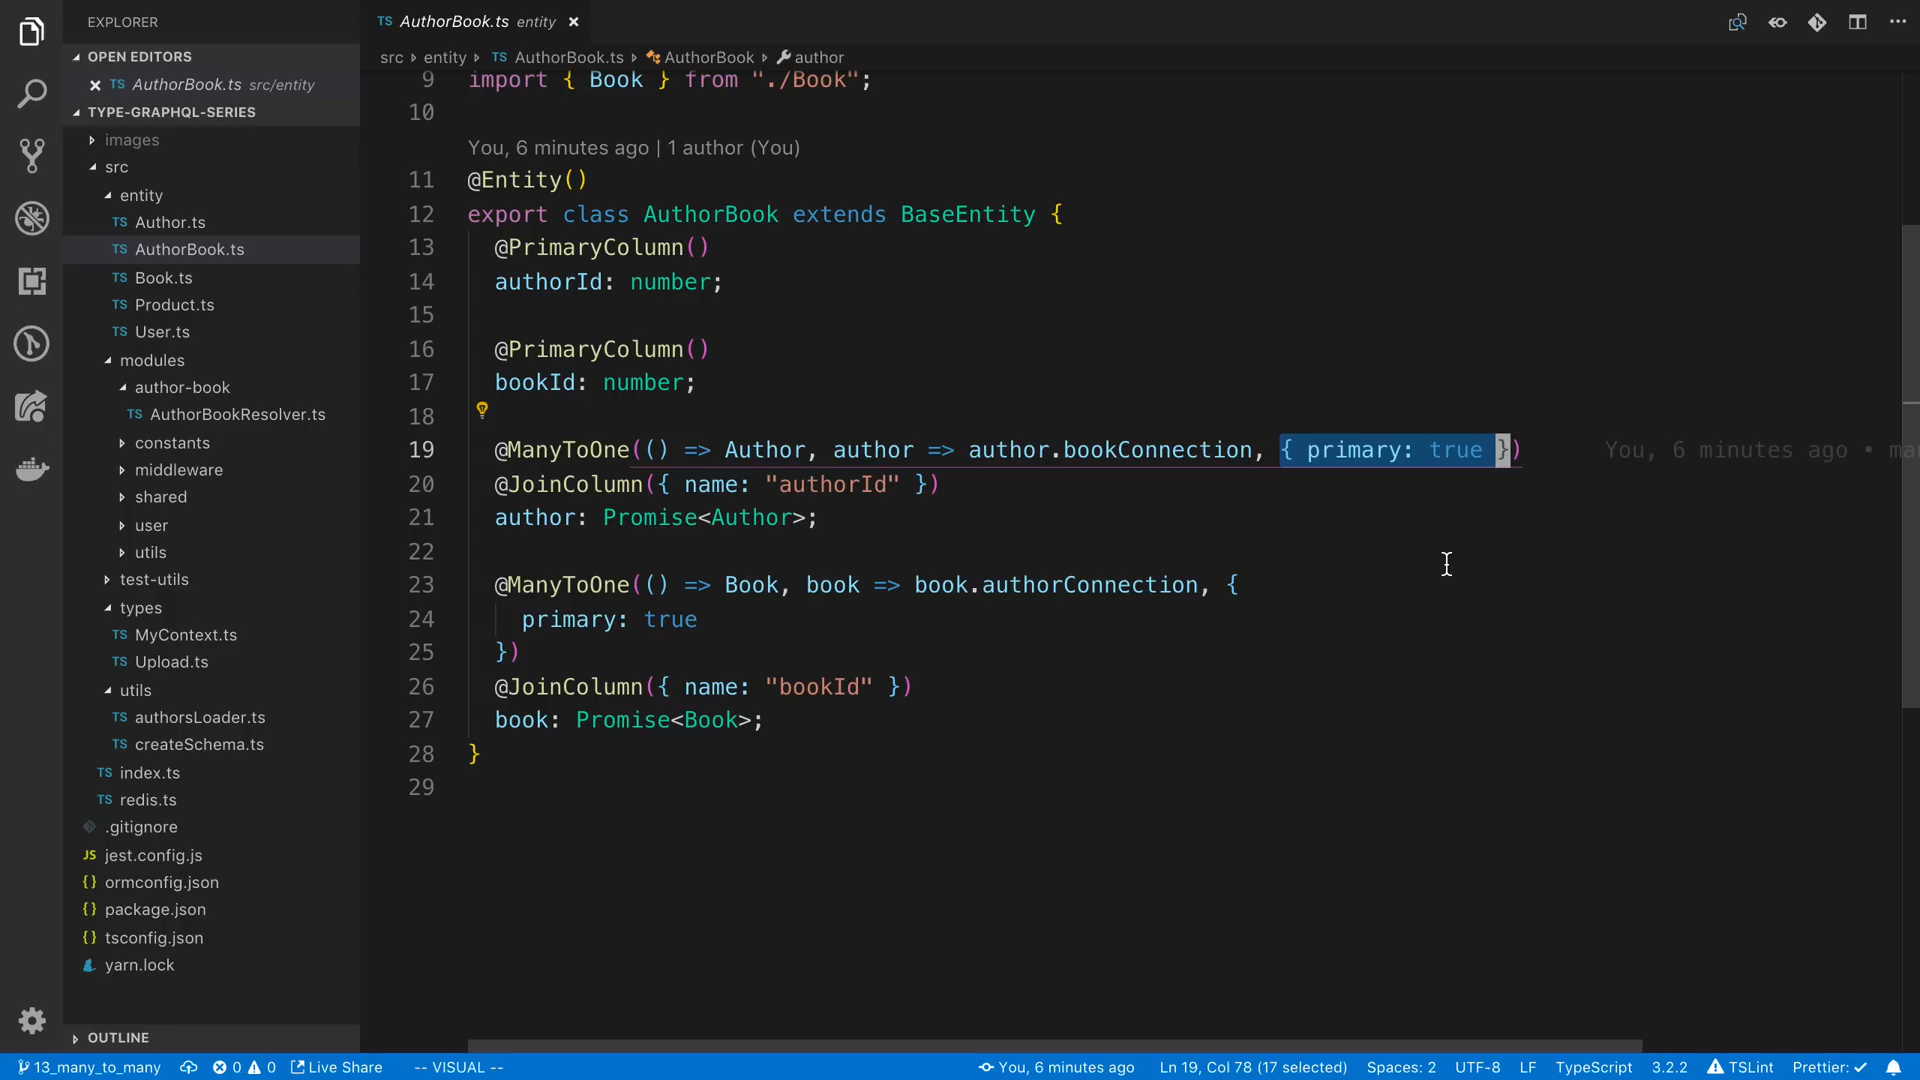 EXPLORER
OPEN EDITORS
TS AuthorBook.ts src/entity
TYPE-GRAPHQL-SERIES
images
src
entity
TS Author.ts
TS AuthorBook.ts
TS Book.ts
TS Product.ts
TS User.ts
modules
author-book
TS AuthorBookResolver.ts
constants
middleware
shared
user
utils
test-utils
types
TS MyContext.ts
TS Upload.ts
utils
TS authorsLoader.ts
TS createSchema.ts
TS index.ts
TS redis.ts
.gitignore
JS jest.config.js
{} ormconfig.json
{} package.json
{} tsconfig.json
yarn.lock
OUTLINE
TS AuthorBook.ts entity
src entity TS AuthorBook.ts AuthorBook author
9 import { Book } from "./Book";
10
You, 6 minutes ago | 1 author (You)
11 @Entity()
12 export class AuthorBook extends BaseEntity {
13 @PrimaryColumn()
14 authorId: number;
15
16 @PrimaryColumn()
17 bookId: number;
18
19 @ManyToOne(() => Author, author => author.bookConnection, { primary: true }) You, 6 minutes ago •
20 @JoinColumn({ name: "authorId" })
21 author: Promise<Author>;
22
23 @ManyToOne(() => Book, book => book.authorConnection, {
24 primary: true
25 })
26 @JoinColumn({ name: "bookId" })
27 book: Promise<Book>;
28 }
29
13_many_to_many 0 0 Live Share -- VISUAL -- You, 6 minutes ago Ln 19, Col 78 (17 selected) Spaces: 2 UTF-8 LF TypeScript 3.2.2 TSLint Prettier: ✓